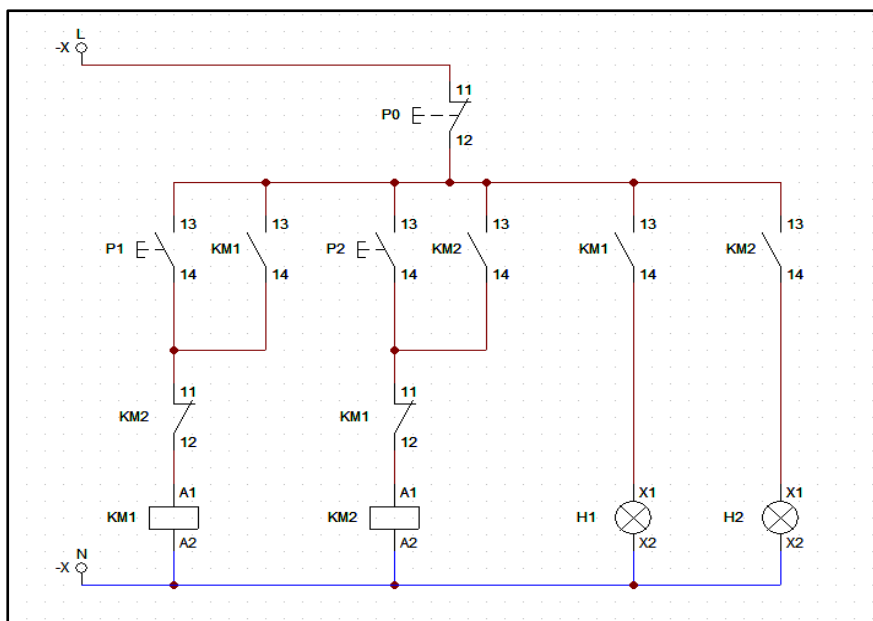 L
-X
11
P0
12
13 13 13 13 13 13
P1 KM1 P2 KM2 KM1 KM2
14 14 14 14 14 14
11 11
KM2 KM1
12 12
A1 A1 X1 X1
KM1 KM2 H1 H2
A2 A2 X2 X2
N
-X